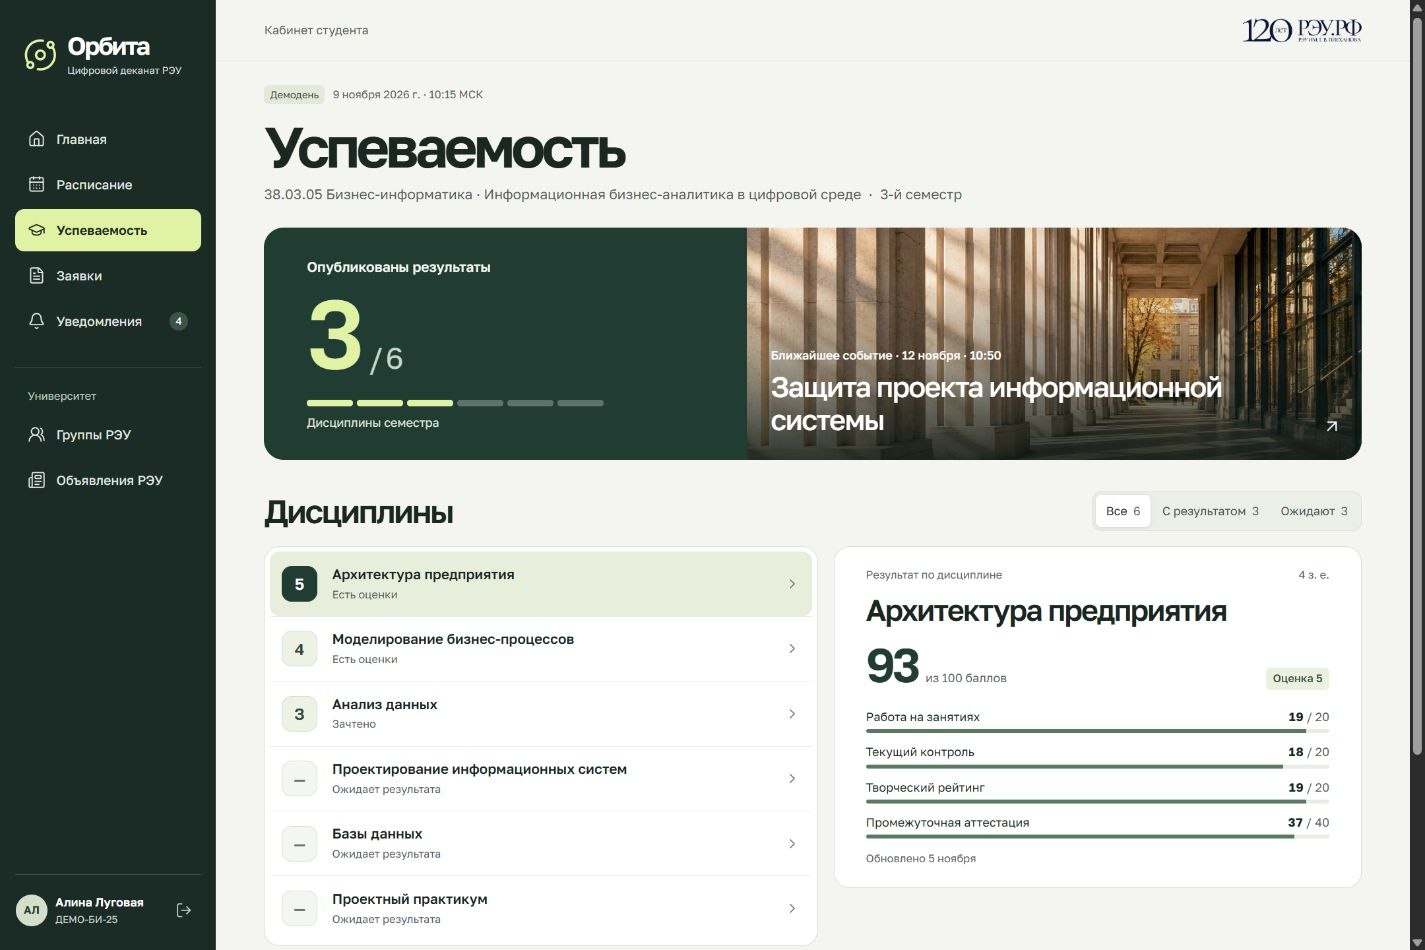 Орбита
Цифровой деканат РЭУ
Главная
Расписание
Успеваемость
Заявки
Уведомления 4
Университет
Группы РЭУ
Объявления РЭУ
АЛ
Алина Луговая
ДЕМО-БИ-25
Кабинет студента
120 лет РЭУ.РФ
РЭУ ИМ. Г. В. ПЛЕХАНОВА
Демодень 9 ноября 2026 г. · 10:15 МСК
Успеваемость
38.03.05 Бизнес-информатика · Информационная бизнес-аналитика в цифровой среде · 3-й семестр
Опубликованы результаты
3 / 6
Дисциплины семестра
Ближайшее событие · 12 ноября · 10:50
Защита проекта информационной
системы
Дисциплины
Все 6 С результатом 3 Ожидают 3
5 Архитектура предприятия
Есть оценки
4 Моделирование бизнес-процессов
Есть оценки
3 Анализ данных
Зачтено
– Проектирование информационных систем
Ожидает результата
– Базы данных
Ожидает результата
– Проектный практикум
Ожидает результата
Результат по дисциплине 4 з. е.
Архитектура предприятия
93 из 100 баллов Оценка 5
Работа на занятиях 19 / 20
Текущий контроль 18 / 20
Творческий рейтинг 19 / 20
Промежуточная аттестация 37 / 40
Обновлено 5 ноября